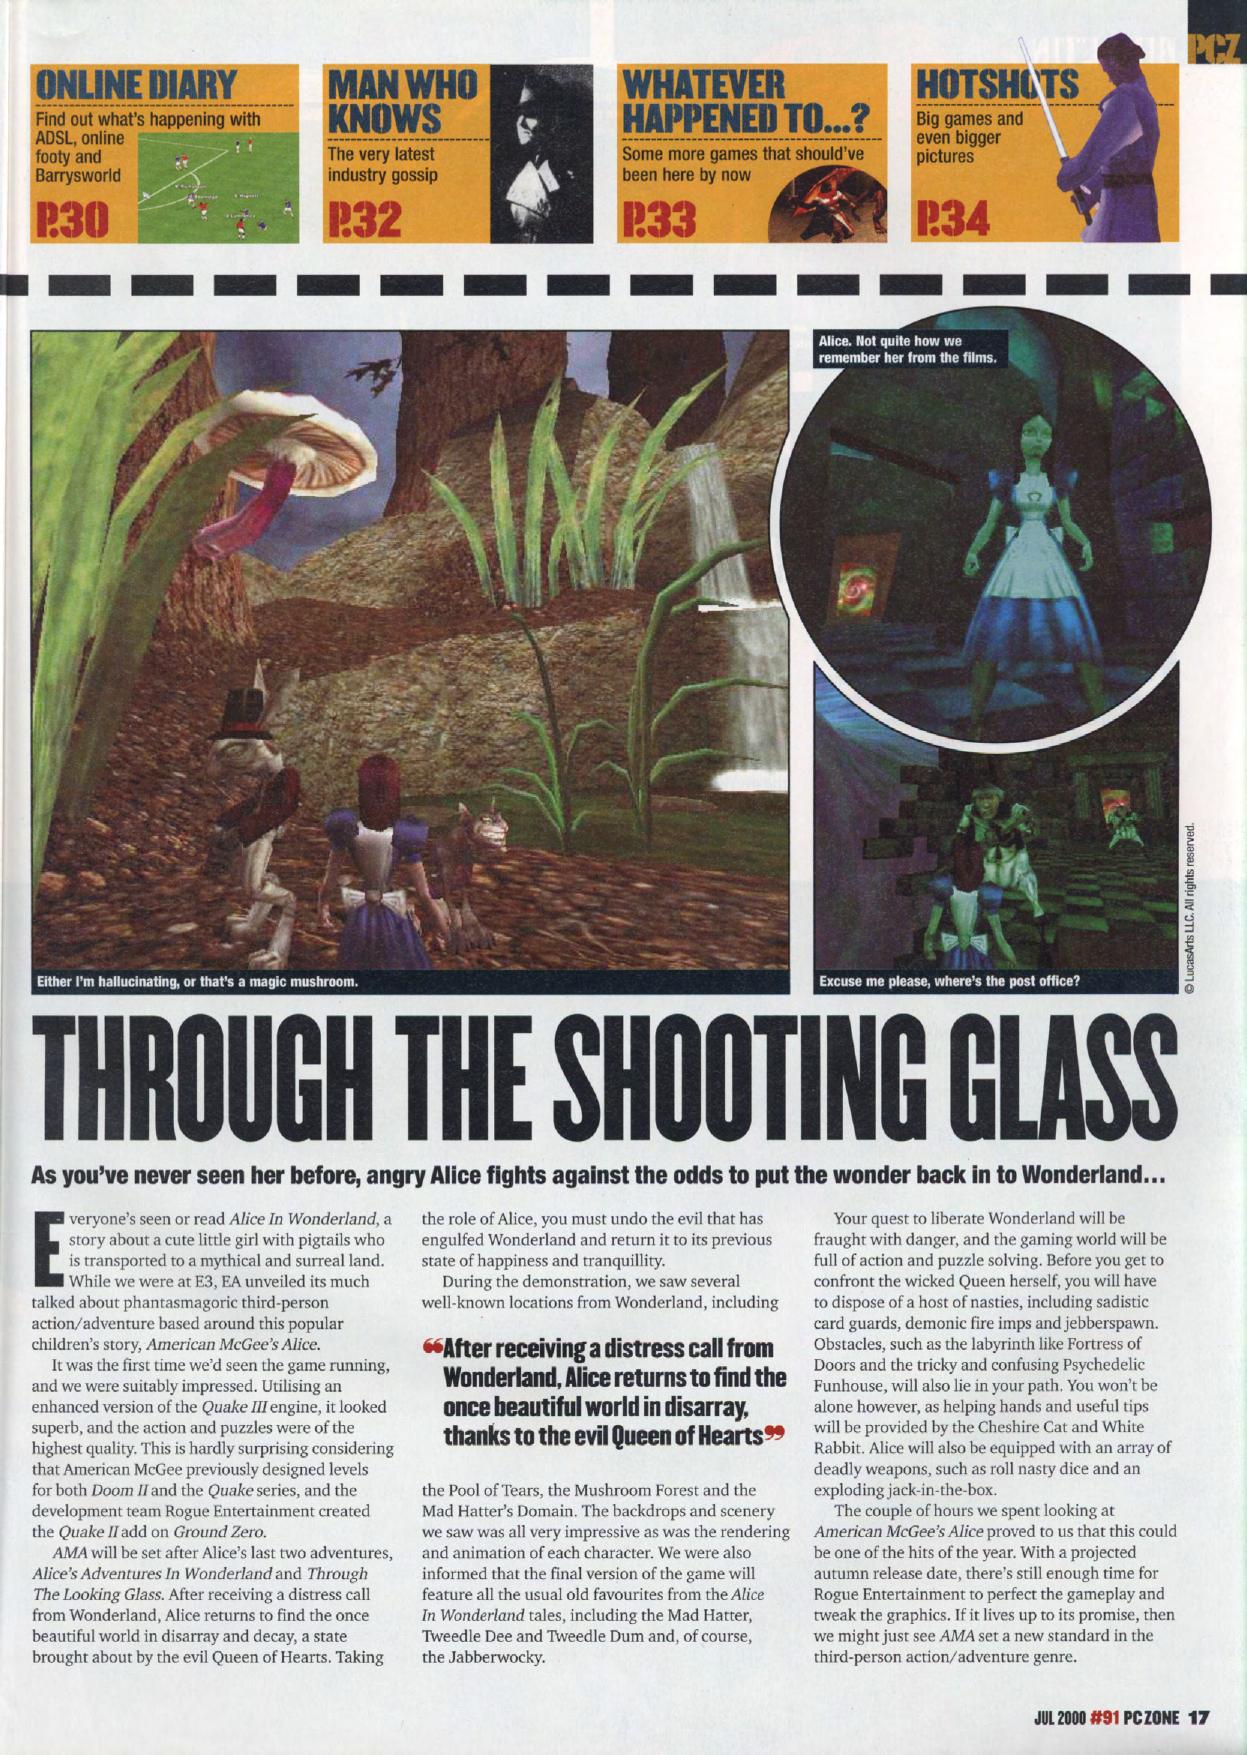 PCZ
ONLINE DIARY
Find out what's happening with
ADSL, online
footy and
Barrysworld
P.30
MAN WHO
KNOWS
The very latest
industry gossip
P.32
WHATEVER
HAPPENED TO...?
Some more games that should've
been here by now
P.33
HOTSHOTS
Big games and
even bigger
pictures
P.34
Alice. Not quite how we
remember her from the films.
Either I'm hallucinating, or that's a magic mushroom.
Excuse me please, where's the post office?
© LucasArts LLC. All rights reserved.
THROUGH THE SHOOTING GLASS
As you've never seen her before, angry Alice fights against the odds to put the wonder back in to Wonderland...
Everyone's seen or read Alice In Wonderland, a
story about a cute little girl with pigtails who
is transported to a mythical and surreal land.
While we were at E3, EA unveiled its much
talked about phantasmagoric third-person
action/adventure based around this popular
children's story, American McGee's Alice.
It was the first time we'd seen the game running,
and we were suitably impressed. Utilising an
enhanced version of the Quake III engine, it looked
superb, and the action and puzzles were of the
highest quality. This is hardly surprising considering
that American McGee previously designed levels
for both Doom II and the Quake series, and the
development team Rogue Entertainment created
the Quake II add on Ground Zero.
AMA will be set after Alice's last two adventures,
Alice's Adventures In Wonderland and Through
The Looking Glass. After receiving a distress call
from Wonderland, Alice returns to find the once
beautiful world in disarray and decay, a state
brought about by the evil Queen of Hearts. Taking
the role of Alice, you must undo the evil that has
engulfed Wonderland and return it to its previous
state of happiness and tranquillity.
During the demonstration, we saw several
well-known locations from Wonderland, including
“After receiving a distress call from
Wonderland, Alice returns to find the
once beautiful world in disarray,
thanks to the evil Queen of Hearts”
the Pool of Tears, the Mushroom Forest and the
Mad Hatter's Domain. The backdrops and scenery
we saw was all very impressive as was the rendering
and animation of each character. We were also
informed that the final version of the game will
feature all the usual old favourites from the Alice
In Wonderland tales, including the Mad Hatter,
Tweedle Dee and Tweedle Dum and, of course,
the Jabberwocky.
Your quest to liberate Wonderland will be
fraught with danger, and the gaming world will be
full of action and puzzle solving. Before you get to
confront the wicked Queen herself, you will have
to dispose of a host of nasties, including sadistic
card guards, demonic fire imps and jebberspawn.
Obstacles, such as the labyrinth like Fortress of
Doors and the tricky and confusing Psychedelic
Funhouse, will also lie in your path. You won't be
alone however, as helping hands and useful tips
will be provided by the Cheshire Cat and White
Rabbit. Alice will also be equipped with an array of
deadly weapons, such as roll nasty dice and an
exploding jack-in-the-box.
The couple of hours we spent looking at
American McGee's Alice proved to us that this could
be one of the hits of the year. With a projected
autumn release date, there's still enough time for
Rogue Entertainment to perfect the gameplay and
tweak the graphics. If it lives up to its promise, then
we might just see AMA set a new standard in the
third-person action/adventure genre.
JUL 2000 #91 PC ZONE 17